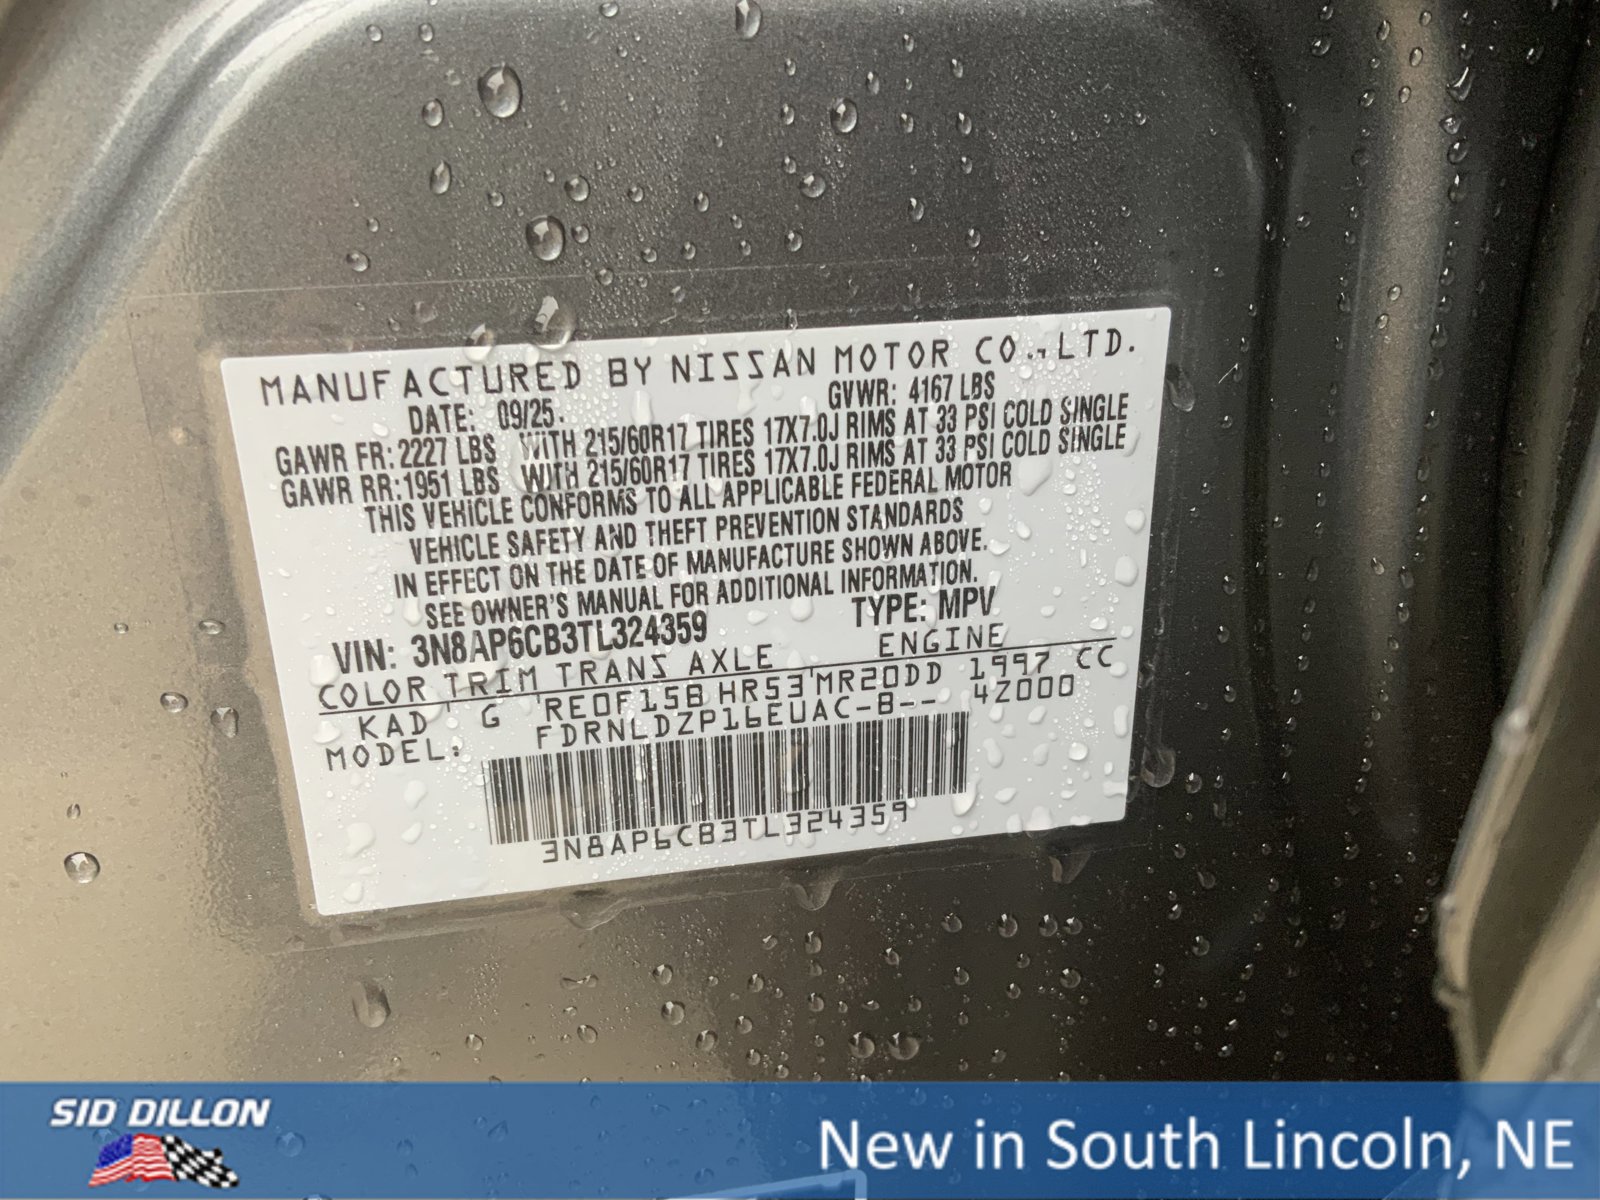 MANUFACTURED BY NISSAN MOTOR CO., LTD.
DATE: 09/25. GVWR: 4167 LBS
GAWR FR: 2227 LBS WITH 215/60R17 TIRES 17X7.0J RIMS AT 33 PSI COLD SINGLE
GAWR RR: 1951 LBS WITH 215/60R17 TIRES 17X7.0J RIMS AT 33 PSI COLD SINGLE
THIS VEHICLE CONFORMS TO ALL APPLICABLE FEDERAL MOTOR
VEHICLE SAFETY AND THEFT PREVENTION STANDARDS
IN EFFECT ON THE DATE OF MANUFACTURE SHOWN ABOVE.
SEE OWNER'S MANUAL FOR ADDITIONAL INFORMATION.
VIN: 3N8AP6CB3TL324359 TYPE: MPV
COLOR TRIM TRANS AXLE ENGINE
KAD G RE0F15B HR53 MR20DD 1997 CC
MODEL: FDRNLDZP16EUAC-B-- 4Z000
3N8AP6CB3TL324359
SID DILLON
New in South Lincoln, NE